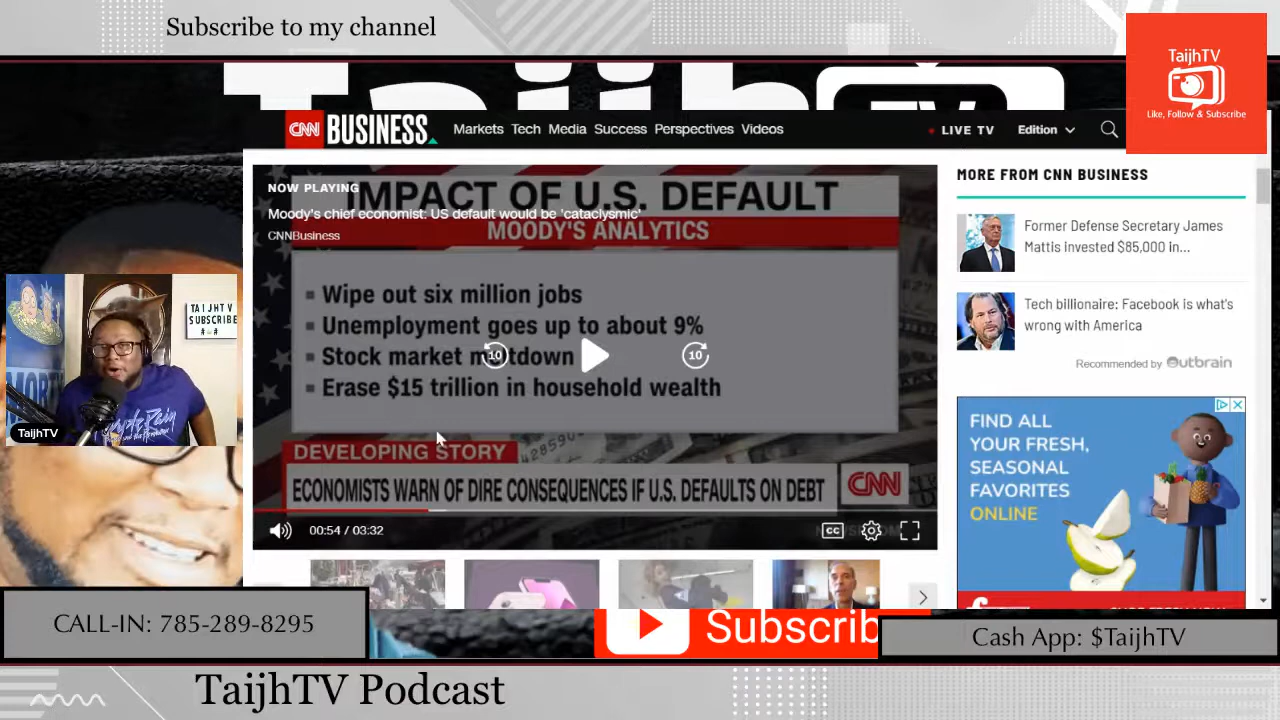 Subscribe to my channel
TaijhTV
Like, Follow & Subscribe
Taijh
TV
CNN BUSINESS Markets Tech Media Success Perspectives Videos
LIVE TV Edition
NOW PLAYING
IMPACT OF U.S. DEFAULT
Moody's chief economist: US default would be 'cataclysmic'
CNNBusiness
MOODY'S ANALYTICS
Wipe out six million jobs
Unemployment goes up to about 9%
Stock market meltdown
Erase $15 trillion in household wealth
10
10
DEVELOPING STORY
ECONOMISTS WARN OF DIRE CONSEQUENCES IF U.S. DEFAULTS ON DEBT
CNN
00:54 / 03:32
CC
MORE FROM CNN BUSINESS
Former Defense Secretary James
Mattis invested $85,000 in...
Tech billionaire: Facebook is what's
wrong with America
Recommended by Outbrain
FIND ALL
YOUR FRESH,
SEASONAL
FAVORITES
ONLINE
TAIJHTV
SUBSCRIBE
MORTY
TaijhTV
CALL-IN: 785-289-8295
Subscrib
Cash App: $TaijhTV
TaijhTV Podcast